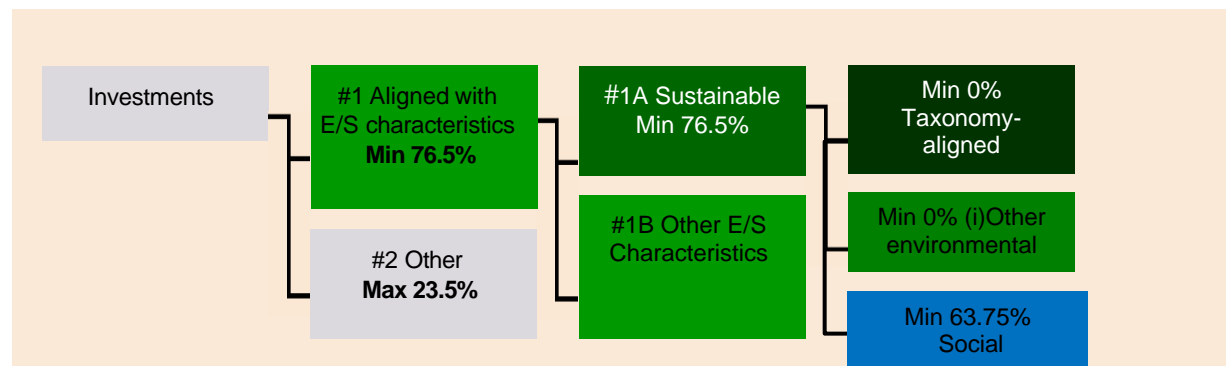 Investments
#1 Aligned with
E/S characteristics
Min 76.5%
#2 Other
Max 23.5%
#1A Sustainable
Min 76.5%
#1B Other E/S
Characteristics
Min 0%
Taxonomy-
aligned
Min 0% (i)Other
environmental
Min 63.75%
Social